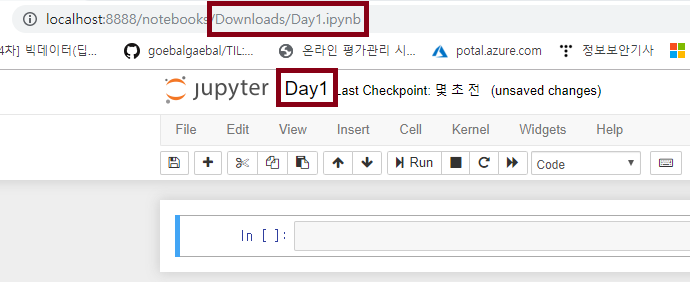 localhost:8888/notebooks/Downloads/Day1.ipynb
4차] 빅데이터(딥... goebalgaebal/TIL:... 온라인 평가관리 시... potal.azure.com 정보보안기사
jupyter Day1 Last Checkpoint: 몇 초 전 (unsaved changes)
File Edit View Insert Cell Kernel Widgets Help
Run Code
In [ ]: